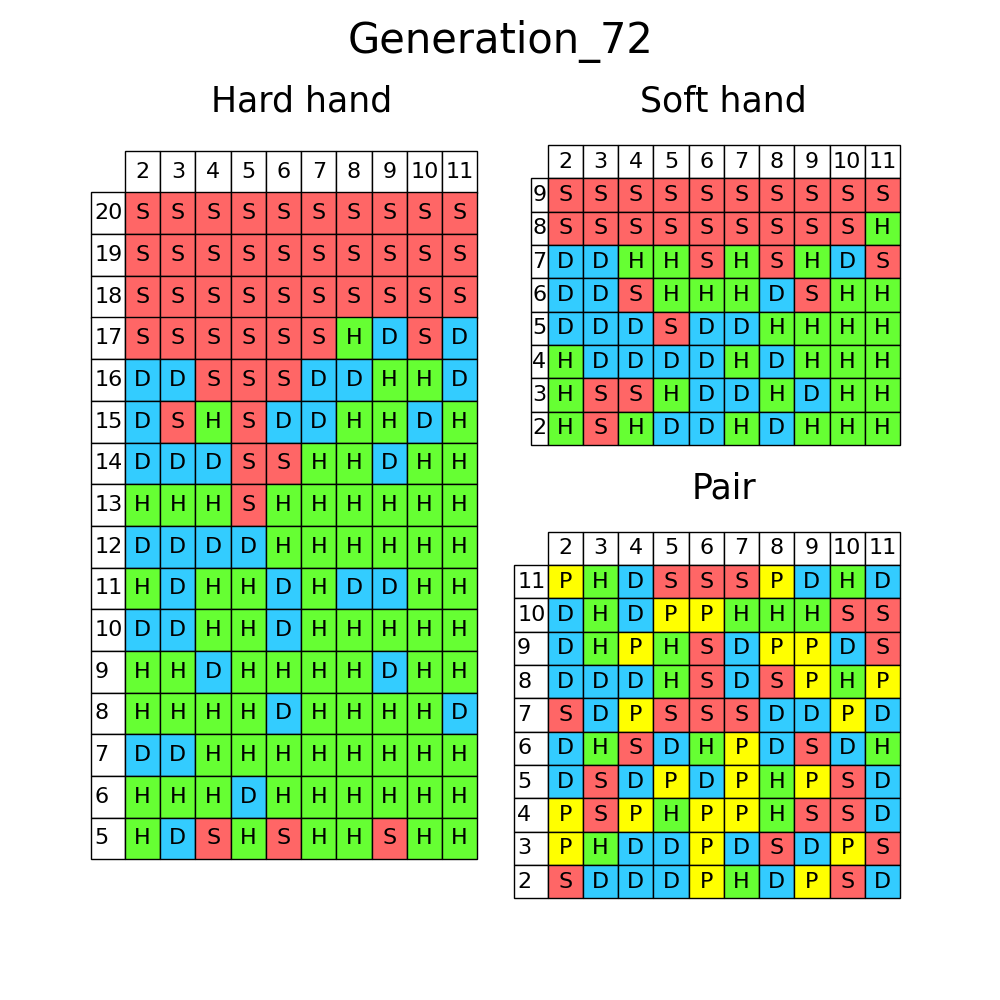 Generation_72
Hard hand
2 3 4 5 6 7 8 9 10 11
20 S S S S S S S S S S
19 S S S S S S S S S S
18 S S S S S S S S S S
17 S S S S S S H D S D
16 D D S S S D D H H D
15 D S H S D D H H D H
14 D D D S S H H D H H
13 H H H S H H H H H H
12 D D D D H H H H H H
11 H D H H D H D D H H
10 D D H H D H H H H H
9 H H D H H H H D H H
8 H H H H D H H H H D
7 D D H H H H H H H H
6 H H H D H H H H H H
5 H D S H S H H S H H
Soft hand
2 3 4 5 6 7 8 9 10 11
9 S S S S S S S S S S
8 S S S S S S S S S H
7 D D H H S H S H D S
6 D D S H H H D S H H
5 D D D S D D H H H H
4 H D D D D H D H H H
3 H S S H D D H D H H
2 H S H D D H D H H H
Pair
2 3 4 5 6 7 8 9 10 11
11 P H D S S S P D H D
10 D H D P P H H H S S
9 D H P H S D P P D S
8 D D D H S D S P H P
7 S D P S S S D D P D
6 D H S D H P D S D H
5 D S D P D P H P S D
4 P S P H P P H S S D
3 P H D D P D S D P S
2 S D D D P H D P S D